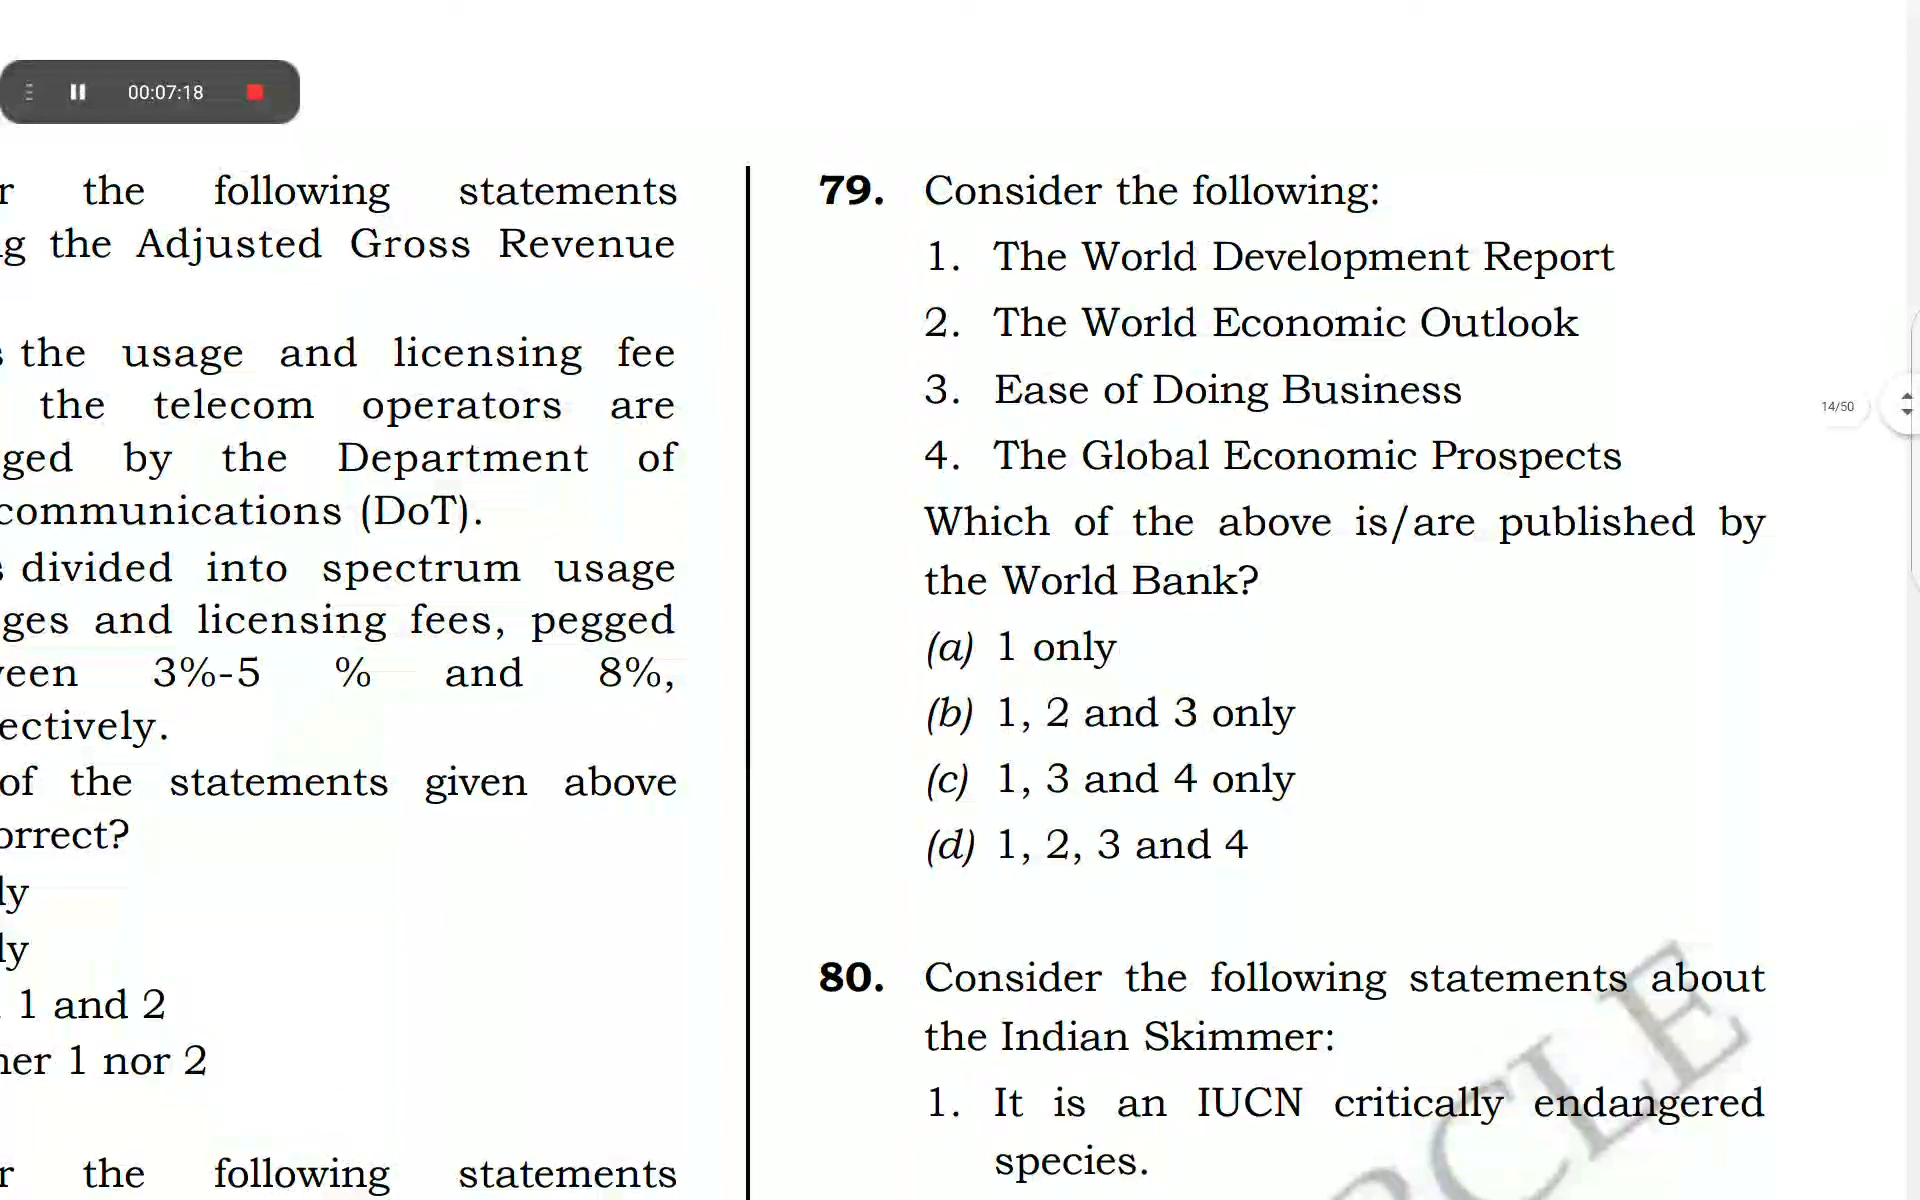 00:07:18
the following statements
the Adjusted Gross Revenue
the usage and licensing fee
the telecom operators are
ged by the Department of
communications (DoT).
divided into spectrum usage
ges and licensing fees, pegged
een 3%-5 % and 8%,
ectively.
of the statements given above
orrect?
ly
ly
1 and 2
her 1 nor 2
the following statements
79. Consider the following:
1. The World Development Report
2. The World Economic Outlook
3. Ease of Doing Business
4. The Global Economic Prospects
Which of the above is/are published by
the World Bank?
(a) 1 only
(b) 1, 2 and 3 only
(c) 1, 3 and 4 only
(d) 1, 2, 3 and 4
80. Consider the following statements about
the Indian Skimmer:
1. It is an IUCN critically endangered
species.
14/50
RCLE